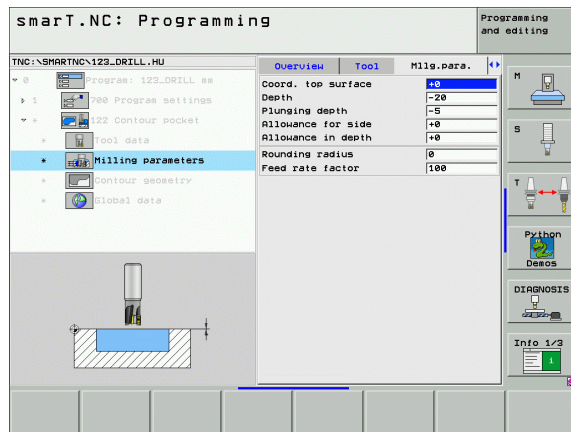 smarT.NC: Programming
Programming and editing
TNC:\SMARTNC\123_DRILL.HU
0 Program: 123_DRILL mm
1 700 Program settings
* 122 Contour pocket
* Tool data
* Milling parameters
* Contour geometry
* Global data
Overview Tool Mllg.para.
Coord. top surface +0
Depth -20
Plunging depth -5
Allowance for side +0
Allowance in depth +0
Rounding radius 0
Feed rate factor 100
M
S
T
Python
Demos
DIAGNOSIS
Info 1/3
1